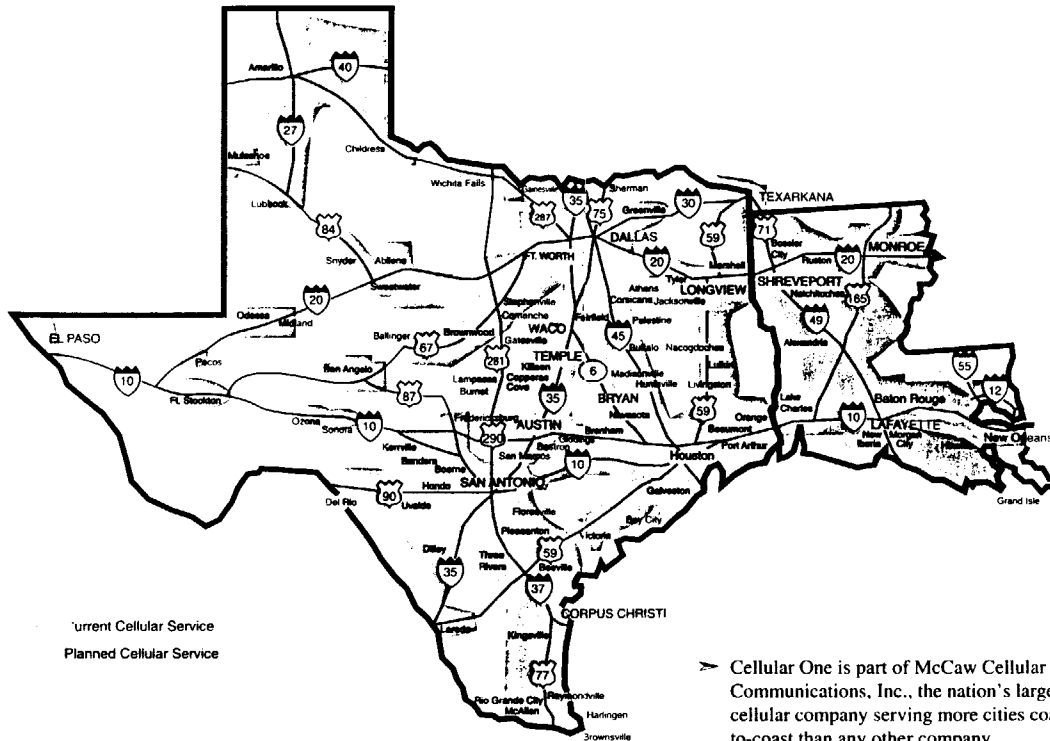 Amarillo
40
27
Muleshoe
Childress
Lubbock
Wichita Falls
Gainesville
35
Sherman
287
75
Greenville
30
TEXARKANA
84
DALLAS
59
71
Bossier
City
MONROE
Snyder
Abilene
FT. WORTH
20
Marshall
Ruston
20
Sweetwater
Tyler
SHREVEPORT
Athens
LONGVIEW
Natchitoches
20
Stephenville
Corsicana
Jacksonville
165
Odessa
Midland
Comanche
Fairfield
Palestine
49
EL PASO
Ballinger
Brownwood
WACO
45
Alexandria
67
Gatesville
Buffalo
Nacogdoches
55
Pecos
281
TEMPLE
Lufkin
10
San Angelo
Killeen
6
Madisonville
12
Lampasas
Copperas
Huntsville
Livingston
Burnet
Cove
87
35
BRYAN
Lake
Charles
Baton Rouge
Ft. Stockton
Navasota
59
Orange
10
Ozona
Sonora
10
Fredericksburg
AUSTIN
Brenham
Beaumont
LAFAYETTE
290
Giddings
New
Iberia
Morgan
City
Houma
New Orleans
Kerrville
Bastrop
Port Arthur
Bandera
Boerne
San Marcos
10
Houston
90
Hondo
SAN ANTONIO
Del Rio
Uvalde
Galveston
Grand Isle
Floresville
Bay City
Pleasanton
Victoria
Dilley
Three
Rivers
59
35
Beeville
37
CORPUS CHRISTI
Laredo
Kingsville
77
Rio Grande City
Raymondville
McAllen
Harlingen
Brownsville
urrent Cellular Service
Planned Cellular Service
➢ Cellular One is part of McCaw Cellular
Communications, Inc., the nation's large
cellular company serving more cities co
to-coast than any other company